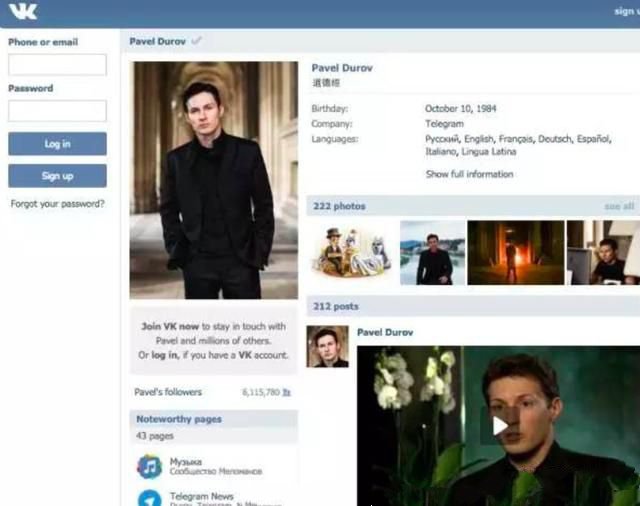 VK
sign u
Phone or email
Password
Log in
Sign up
Forgot your password?
Pavel Durov
Pavel Durov
道德經
Birthday: October 10, 1984
Company: Telegram
Languages: Русский, English, Français, Deutsch, Español,
Italiano, Lingua Latina
Show full information
222 photos see all
212 posts
Pavel Durov
Join VK now to stay in touch with
Pavel and millions of others.
Or log in, if you have a VK account.
Pavel's followers 6,115,780
Noteworthy pages
43 pages
Музыка
Сообщество Меломанов
Telegram News